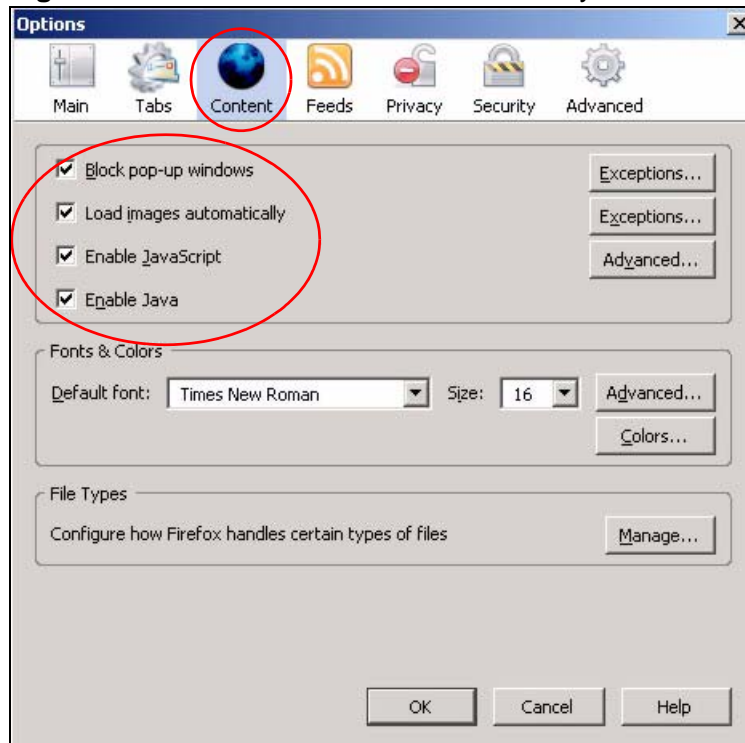 Options
Main Tabs Content Feeds Privacy Security Advanced
Block pop-up windows Exceptions...
Load images automatically Exceptions...
Enable JavaScript Advanced...
Enable Java
Fonts & Colors
Default font: Times New Roman Size: 16 Advanced...
Colors...
File Types
Configure how Firefox handles certain types of files Manage...
OK Cancel Help